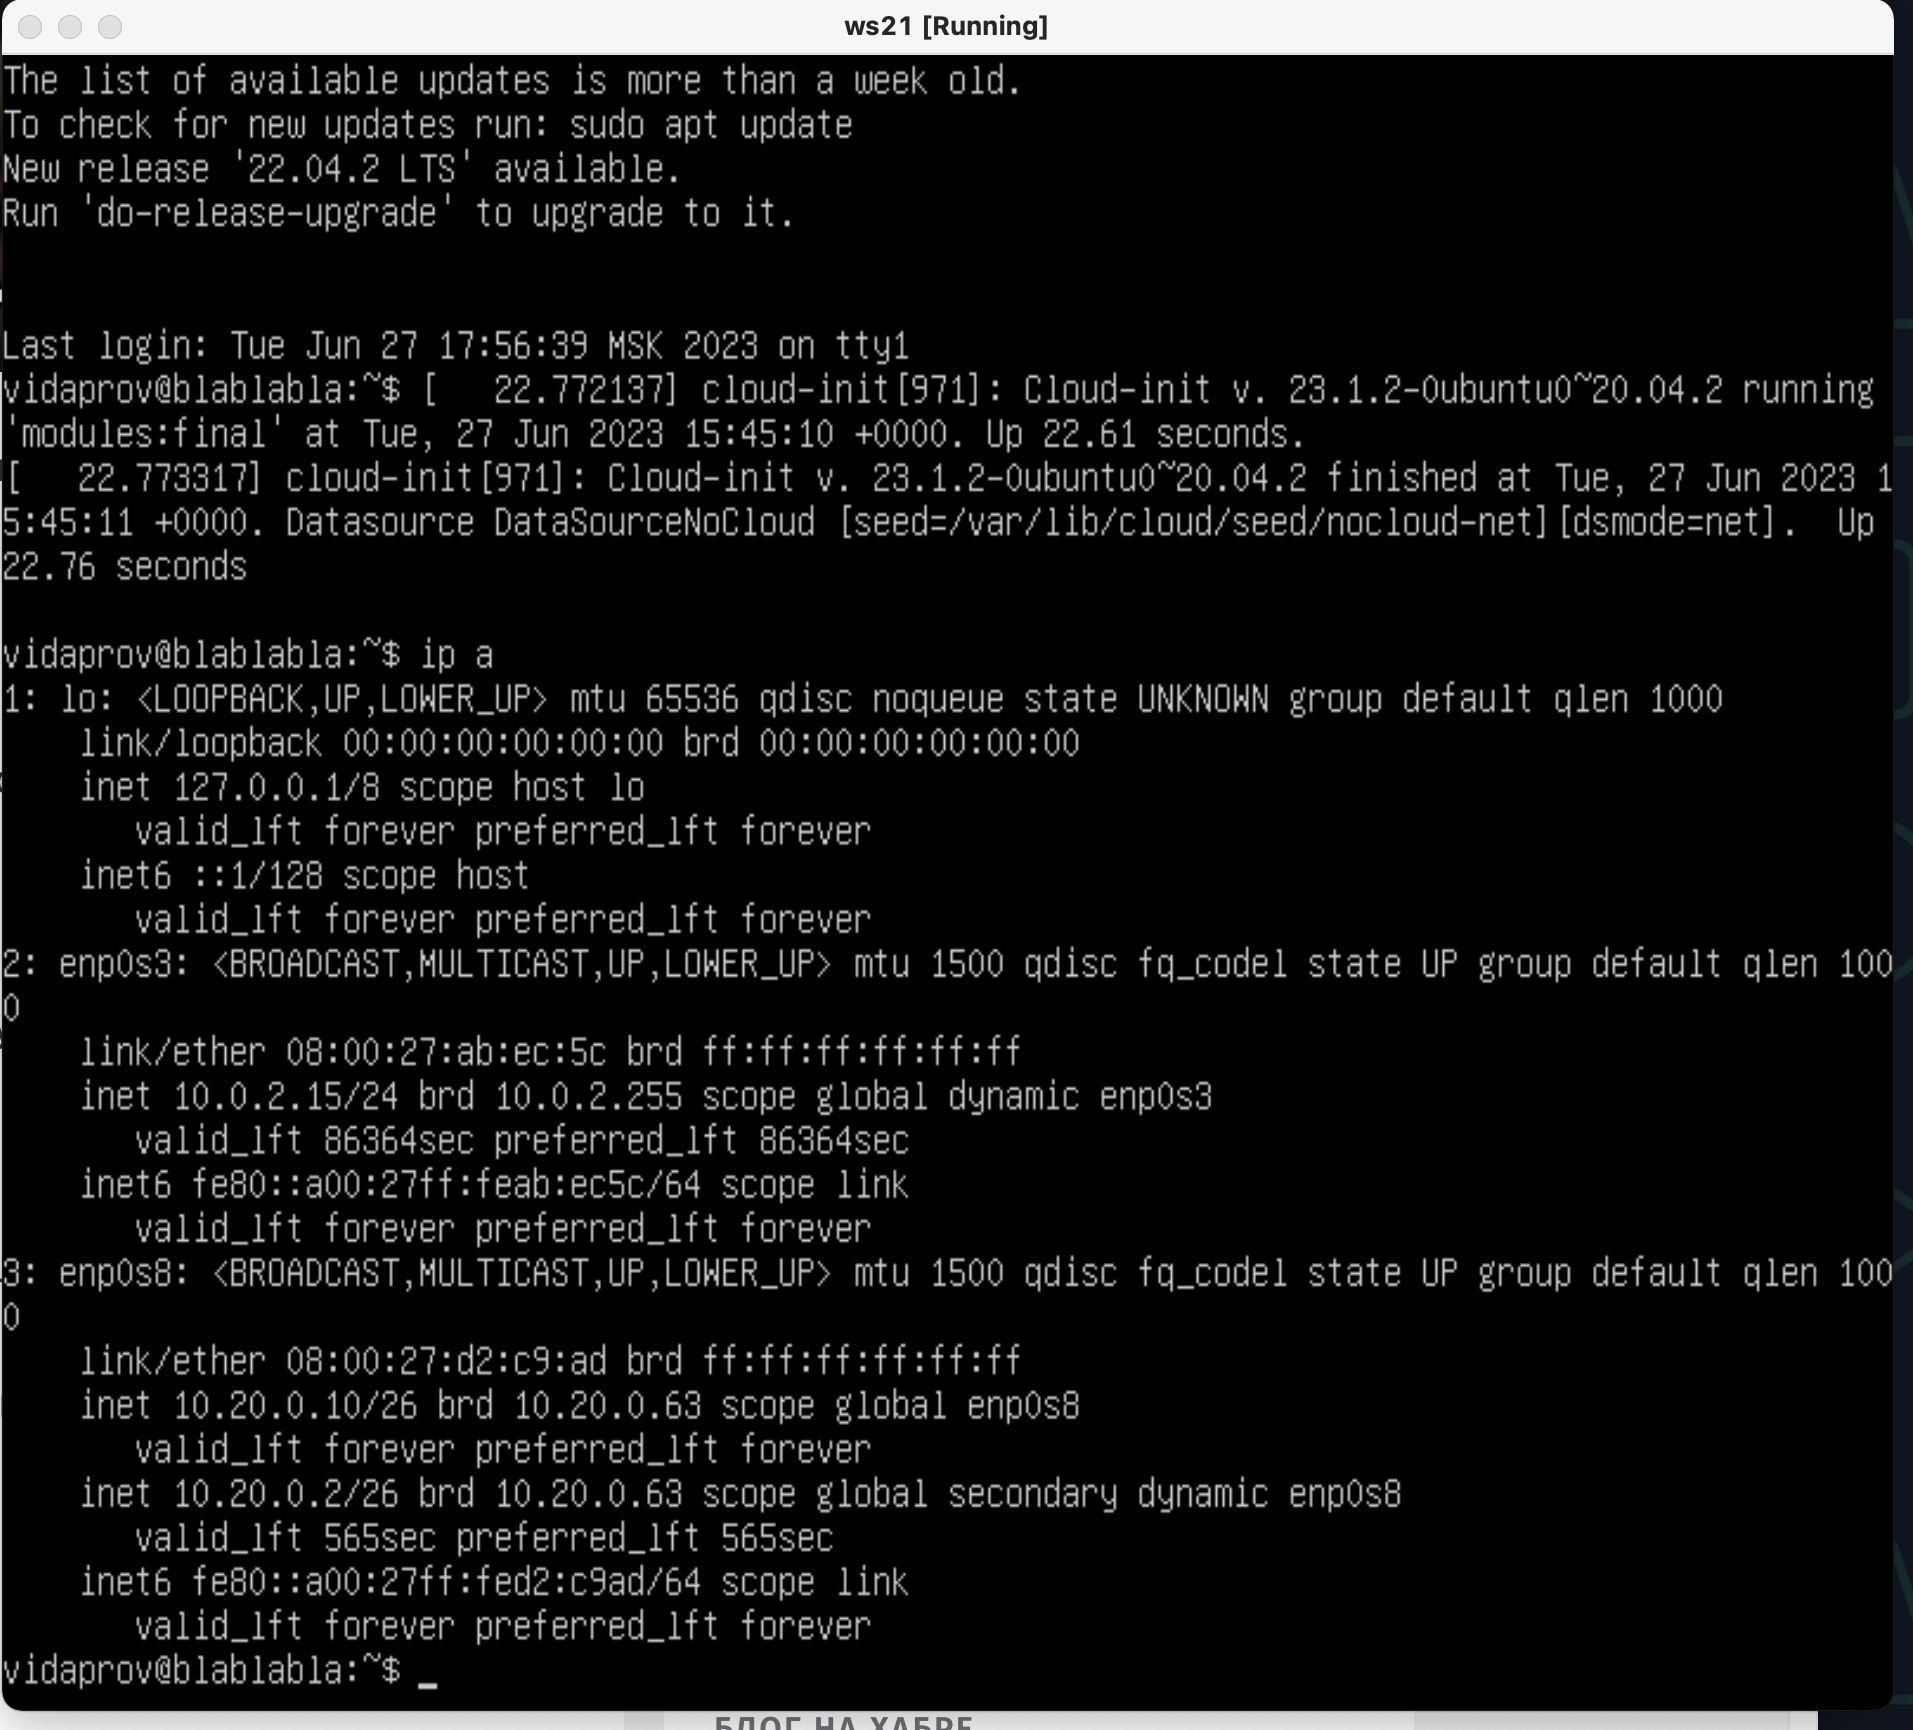 ws21 [Running]
The list of available updates is more than a week old.
To check for new updates run: sudo apt update
New release '22.04.2 LTS' available.
Run 'do-release-upgrade' to upgrade to it.
Last login: Tue Jun 27 17:56:39 MSK 2023 on tty1
vidaprov@blablabla:~$ [   22.772137] cloud-init[971]: Cloud-init v. 23.1.2-0ubuntu0~20.04.2 running
'modules:final' at Tue, 27 Jun 2023 15:45:10 +0000. Up 22.61 seconds.
[   22.773317] cloud-init[971]: Cloud-init v. 23.1.2-0ubuntu0~20.04.2 finished at Tue, 27 Jun 2023 1
5:45:11 +0000. Datasource DataSourceNoCloud [seed=/var/lib/cloud/seed/nocloud-net][dsmode=net].  Up
22.76 seconds
vidaprov@blablabla:~$ ip a
1: lo: <LOOPBACK,UP,LOWER_UP> mtu 65536 qdisc noqueue state UNKNOWN group default qlen 1000
    link/loopback 00:00:00:00:00:00 brd 00:00:00:00:00:00
    inet 127.0.0.1/8 scope host lo
       valid_lft forever preferred_lft forever
    inet6 ::1/128 scope host
       valid_lft forever preferred_lft forever
2: enp0s3: <BROADCAST,MULTICAST,UP,LOWER_UP> mtu 1500 qdisc fq_codel state UP group default qlen 100
0
    link/ether 08:00:27:ab:ec:5c brd ff:ff:ff:ff:ff:ff
    inet 10.0.2.15/24 brd 10.0.2.255 scope global dynamic enp0s3
       valid_lft 86364sec preferred_lft 86364sec
    inet6 fe80::a00:27ff:feab:ec5c/64 scope link
       valid_lft forever preferred_lft forever
3: enp0s8: <BROADCAST,MULTICAST,UP,LOWER_UP> mtu 1500 qdisc fq_codel state UP group default qlen 100
0
    link/ether 08:00:27:d2:c9:ad brd ff:ff:ff:ff:ff:ff
    inet 10.20.0.10/26 brd 10.20.0.63 scope global enp0s8
       valid_lft forever preferred_lft forever
    inet 10.20.0.2/26 brd 10.20.0.63 scope global secondary dynamic enp0s8
       valid_lft 565sec preferred_lft 565sec
    inet6 fe80::a00:27ff:fed2:c9ad/64 scope link
       valid_lft forever preferred_lft forever
vidaprov@blablabla:~$ _
БЛОГ НА ХАБРЕ